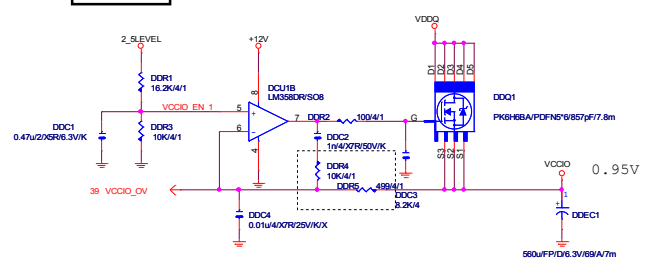 VDDQ
2_5LEVEL
+12V
D1
D2
D3
D4
D5
DDR1
16.2K/4/1
8
DCU1B
LM358DR/SO8
DDQ1
VCCIO_EN_1
5
+
7
DDR2
100/4/1
G
PK6H6BA/PDFN5*6/857pF/7.8m
DDC1
0.47u/2/X5R/6.3V/K
DDR3
10K/4/1
6
-
4
DDC2
1n/4/X7R/50V/K
S3
S2
S1
DDR4
10K/4/1
VCCIO
0.95V
39 VCCIO_OV
DDR5
499/4/1
DDC3
8.2K/4
1
+
DDEC1
DDC4
0.01u/4/X7R/25V/K/X
560u/FP/D/6.3V/69/A/7m